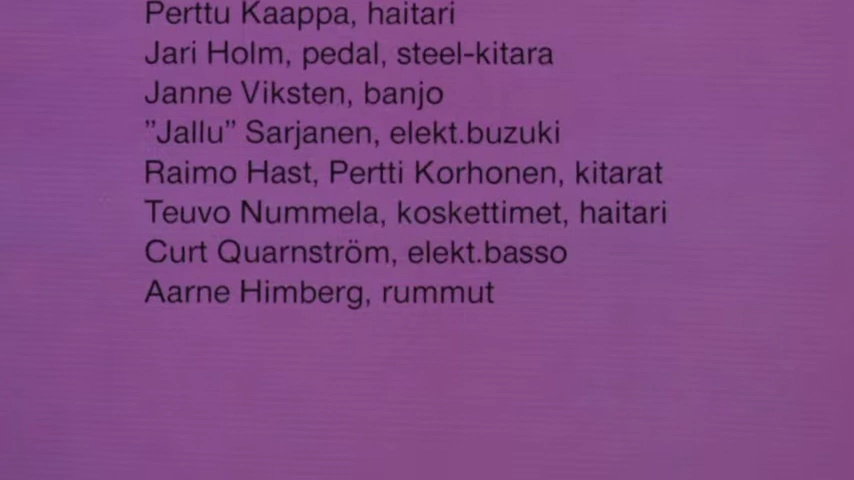 Perttu Kaappa, haitari
Jari Holm, pedal, steel-kitara
Janne Viksten, banjo
”Jallu” Sarjanen, elekt.buzuki
Raimo Hast, Pertti Korhonen, kitarat
Teuvo Nummela, koskettimet, haitari
Curt Quarnström, elekt.basso
Aarne Himberg, rummut